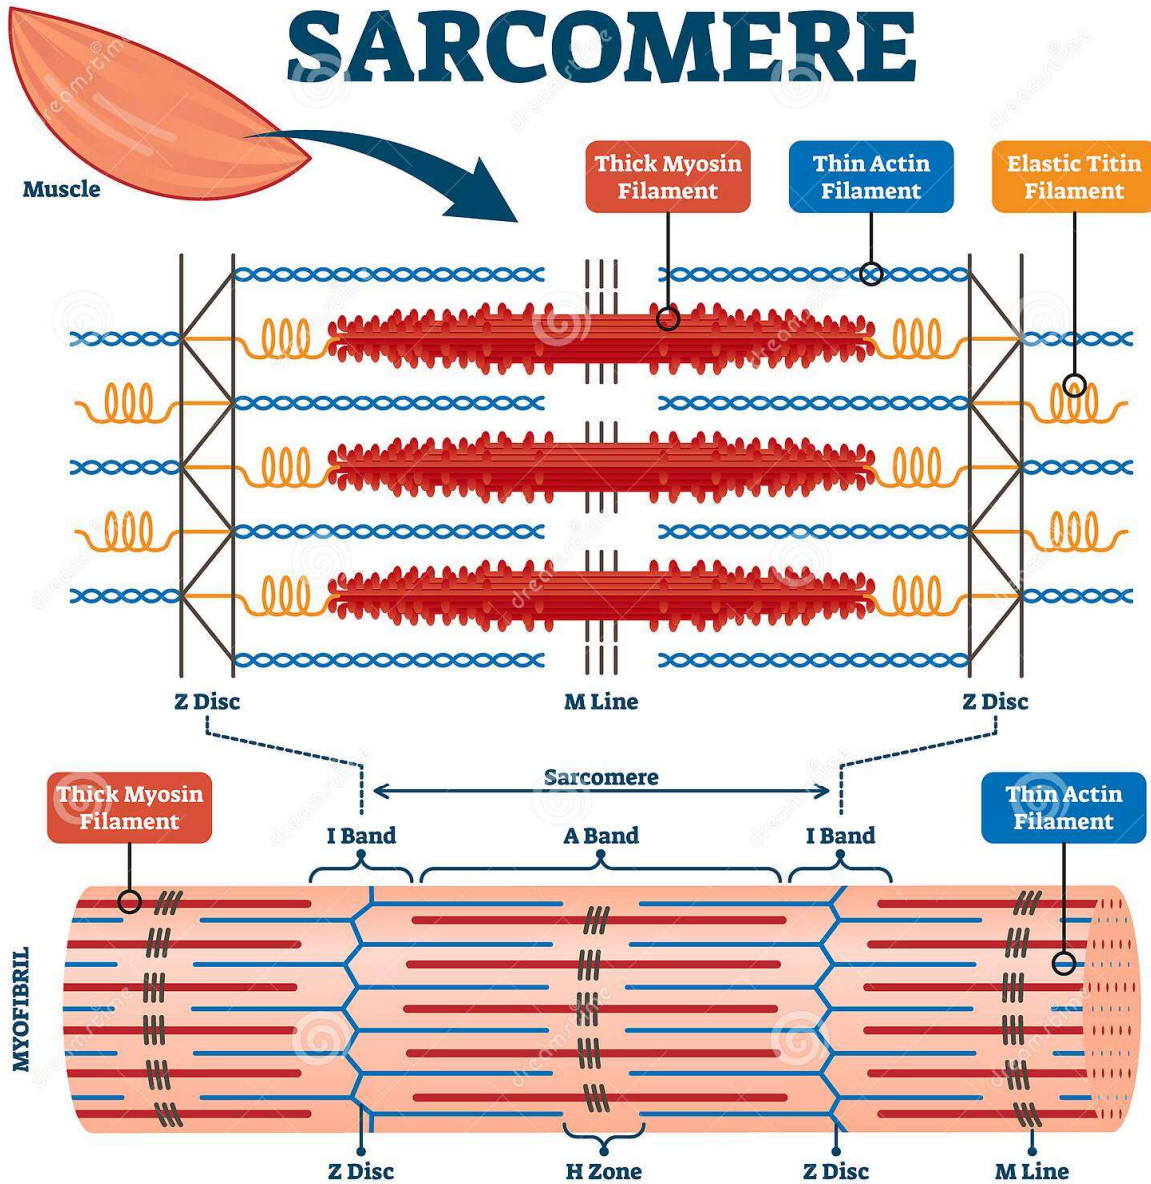 SARCOMERE
Muscle
Thick Myosin
Filament
Thin Actin
Filament
Elastic Titin
Filament
Z Disc
M Line
Z Disc
Sarcomere
Thick Myosin
Filament
Thin Actin
Filament
I Band
A Band
I Band
MYOFIBRIL
Z Disc
H Zone
Z Disc
M Line
dreamstime